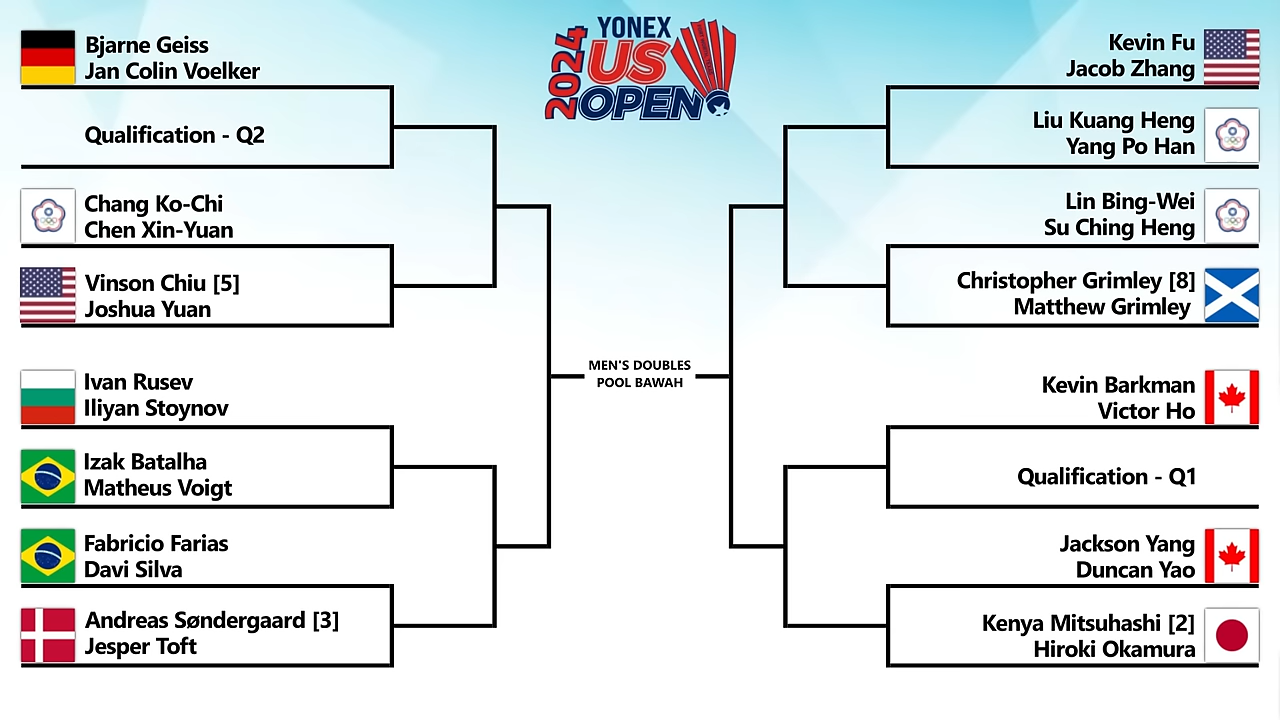 2024
YONEX
US
OPEN
Bjarne Geiss
Jan Colin Voelker
Qualification - Q2
Chang Ko-Chi
Chen Xin-Yuan
Vinson Chiu [5]
Joshua Yuan
Ivan Rusev
Iliyan Stoynov
Izak Batalha
Matheus Voigt
Fabricio Farias
Davi Silva
Andreas Søndergaard [3]
Jesper Toft
MEN'S DOUBLES
POOL BAWAH
Kevin Fu
Jacob Zhang
Liu Kuang Heng
Yang Po Han
Lin Bing-Wei
Su Ching Heng
Christopher Grimley [8]
Matthew Grimley
Kevin Barkman
Victor Ho
Qualification - Q1
Jackson Yang
Duncan Yao
Kenya Mitsuhashi [2]
Hiroki Okamura